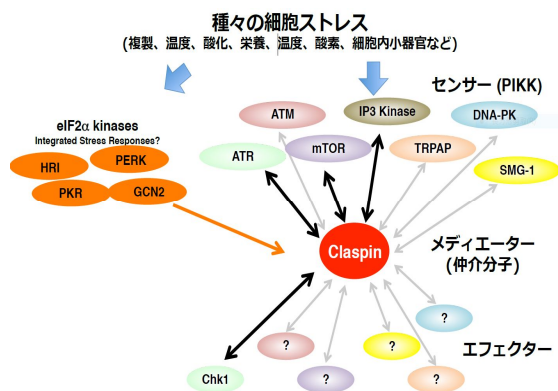 種々の細胞ストレス
(複製、温度、酸化、栄養、温度、酸素、細胞内小器官など)
センサー (PIKK)
IP3 Kinase
ATM
DNA-PK
eIF2α kinases
Integrated Stress Responses?
mTOR
TRPAP
ATR
PERK
HRI
SMG-1
PKR
GCN2
Claspin
メディエーター
(仲介分子)
?
?
?
エフェクター
Chk1
?
?